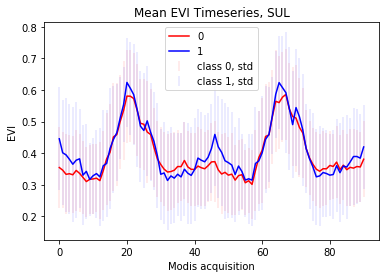 Mean EVI Timeseries, SUL
0
1
class 0, std
class 1, std
EVI
0.8
0.7
0.6
0.5
0.4
0.3
0.2
0 20 40 60 80
Modis acquisition